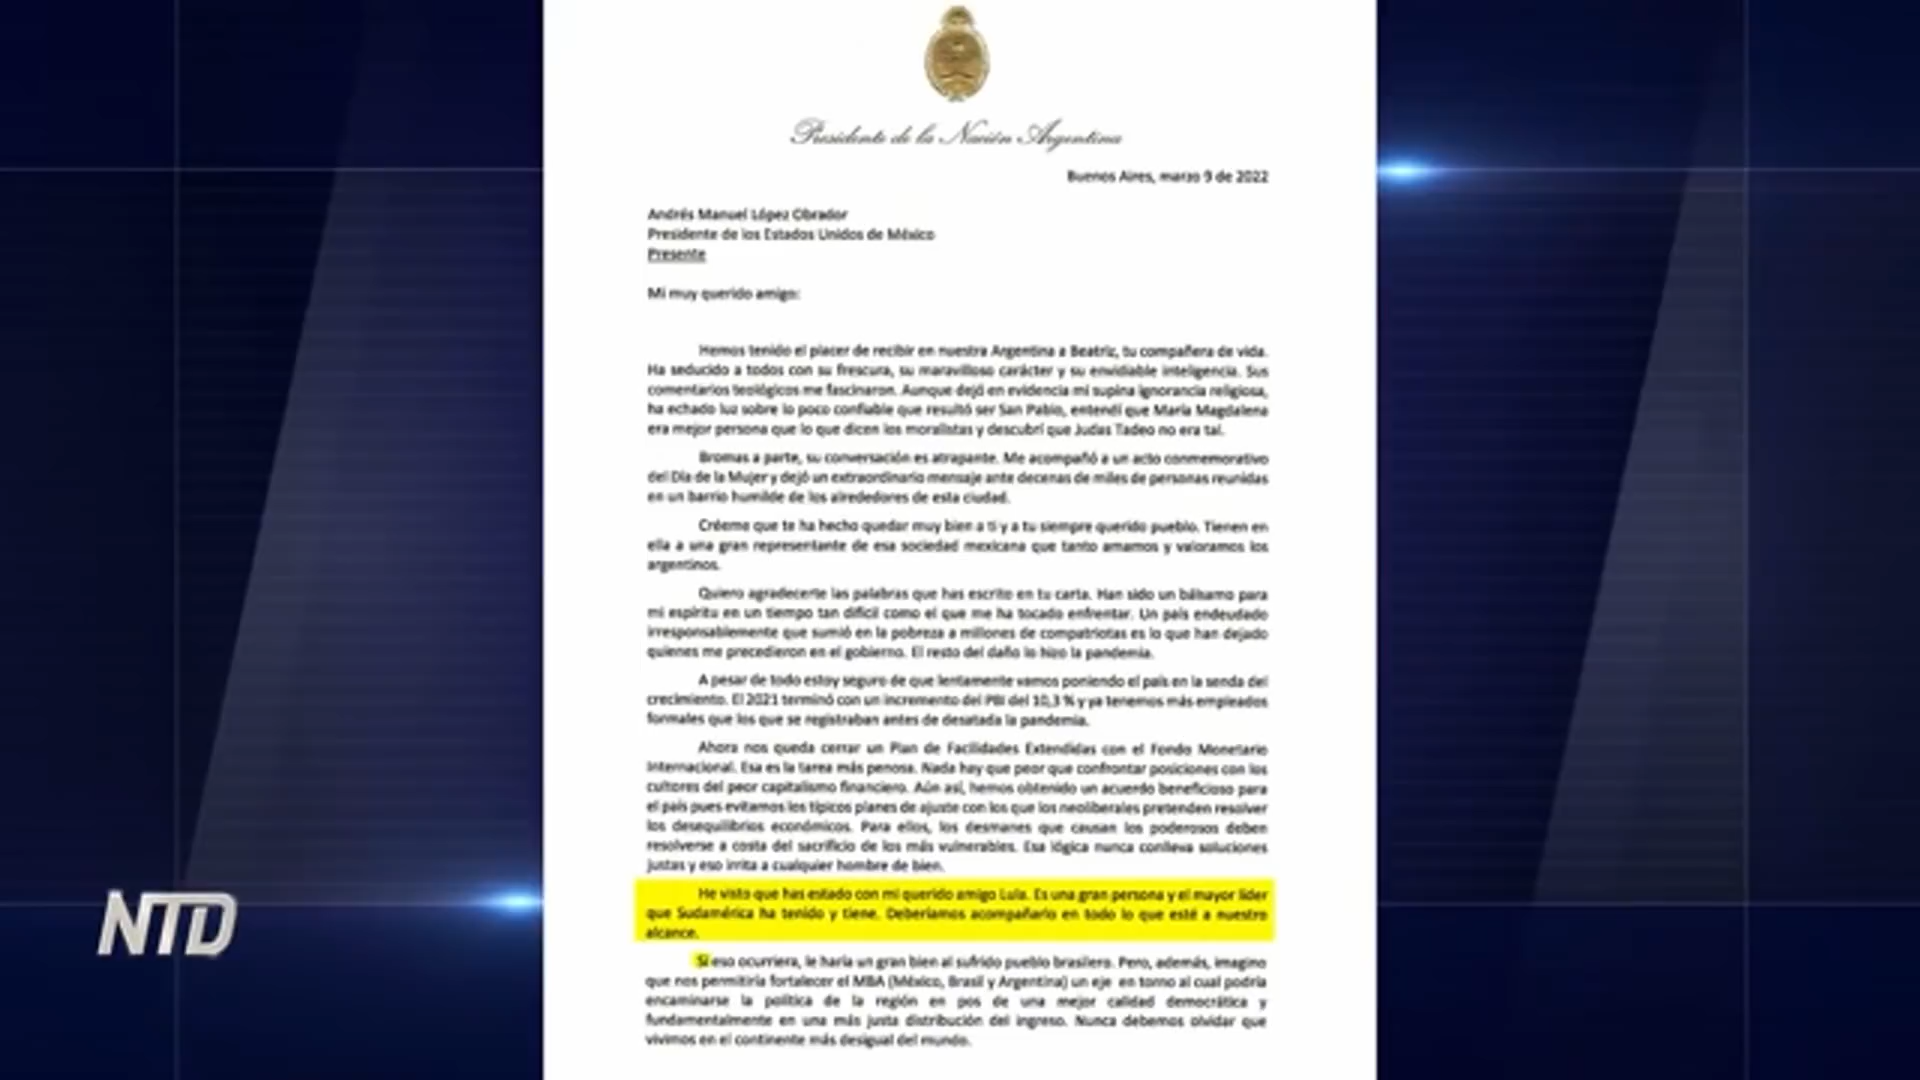 Presidente de la Nación Argentina
Buenos Aires, marzo 9 de 2022
Andrés Manuel López Obrador
Presidente de los Estados Unidos de México
Presente
Mi muy querido amigo:
Hemos tenido el placer de recibir en nuestra Argentina a Beatriz, tu compañera de vida.
Ha seducido a todos con su frescura, su maravilloso carácter y su envidiable inteligencia. Sus
comentarios teológicos me fascinaron. Aunque dejó en evidencia mi supina ignorancia religiosa,
ha echado luz sobre lo poco confiable que resultó ser San Pablo, entendí que María Magdalena
era mejor persona que lo que dicen los moralistas y descubrí que Judas Tadeo no era tal.
Bromas a parte, su conversación es atrapante. Me acompañó a un acto conmemorativo
del Día de la Mujer y dejó un extraordinario mensaje ante decenas de miles de personas reunidas
en un barrio humilde de los alrededores de esta ciudad.
Créeme que te ha hecho quedar muy bien a ti y a tu siempre querido pueblo. Tienen en
ella a una gran representante de esa sociedad mexicana que tanto amamos y valoramos los
argentinos.
Quiero agradecerte las palabras que has escrito en tu carta. Han sido un bálsamo para
mi espíritu en un tiempo tan difícil como el que me ha tocado enfrentar. Un país endeudado
irresponsablemente que sumió en la pobreza a millones de compatriotas es lo que han dejado
quienes me precedieron en el gobierno. El resto del daño lo hizo la pandemia.
A pesar de todo estoy seguro de que lentamente vamos poniendo el país en la senda del
crecimiento. El 2021 terminó con un incremento del PBI del 10,3 % y ya tenemos más empleados
formales que los que se registraban antes de desatada la pandemia.
Ahora nos queda cerrar un Plan de Facilidades Extendidas con el Fondo Monetario
Internacional. Esa es la tarea más penosa. Nada hay que peor que confrontar posiciones con los
cultores del peor capitalismo financiero. Aún así, hemos obtenido un acuerdo beneficioso para
el país pues evitamos los típicos planes de ajuste con los que los neoliberales pretenden resolver
los desequilibrios económicos. Para ellos, los desmanes que causan los poderosos deben
resolverse a costa del sacrificio de los más vulnerables. Esa lógica nunca conlleva soluciones
justas y eso irrita a cualquier hombre de bien.
He visto que has estado con mi querido amigo Lula. Es una gran persona y el mayor líder
que Sudamérica ha tenido y tiene. Deberíamos acompañarlo en todo lo que esté a nuestro
alcance.
Si eso ocurriera, le haría un gran bien al sufrido pueblo brasilero. Pero, además, imagino
que nos permitiría fortalecer el MBA (México, Brasil y Argentina) un eje en torno al cual podría
encaminarse la política de la región en pos de una mejor calidad democrática y
fundamentalmente en una más justa distribución del ingreso. Nunca debemos olvidar que
vivimos en el continente más desigual del mundo.
NTD